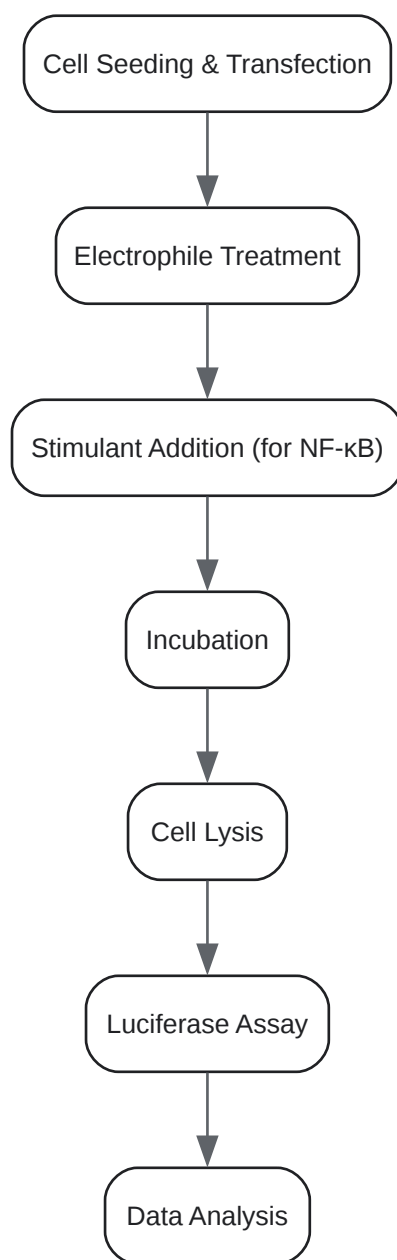 Cell Seeding & Transfection
Electrophile Treatment
Stimulant Addition (for NF-κB)
Incubation
Cell Lysis
Luciferase Assay
Data Analysis